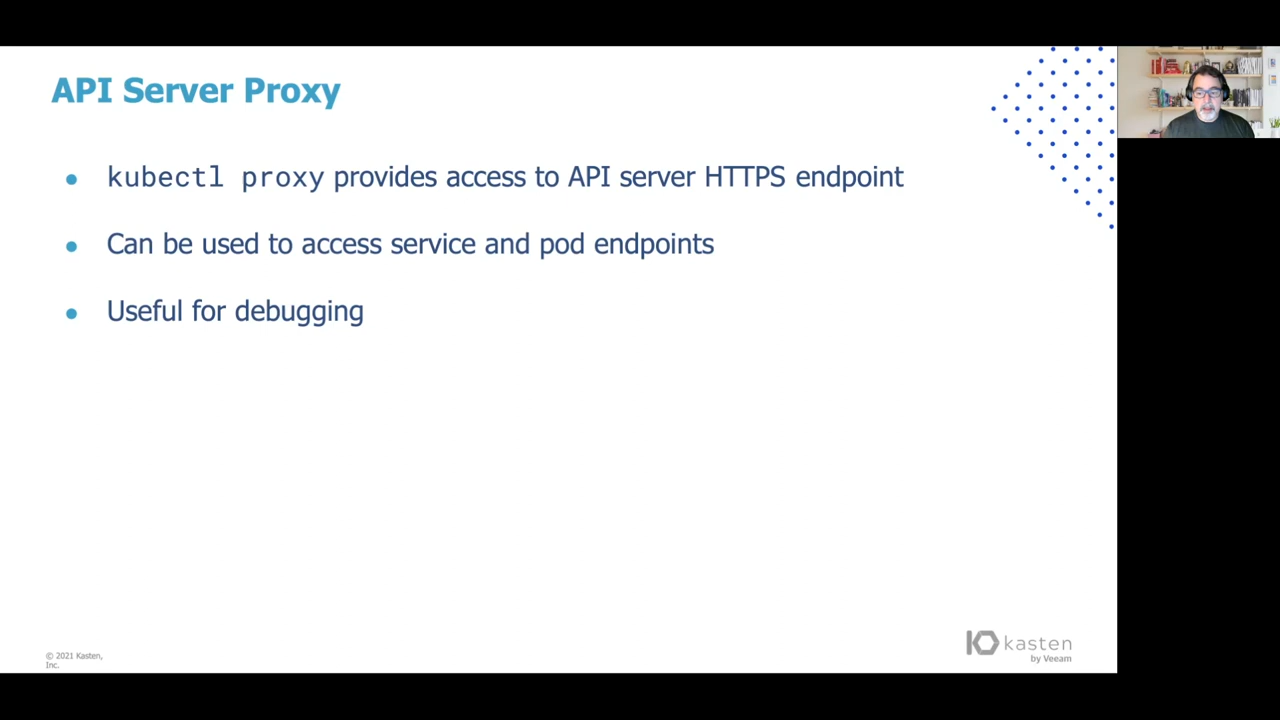 API Server Proxy
• kubectl proxy provides access to API server HTTPS endpoint
• Can be used to access service and pod endpoints
• Useful for debugging
© 2021 Kasten,
Inc.
kasten
by Veeam